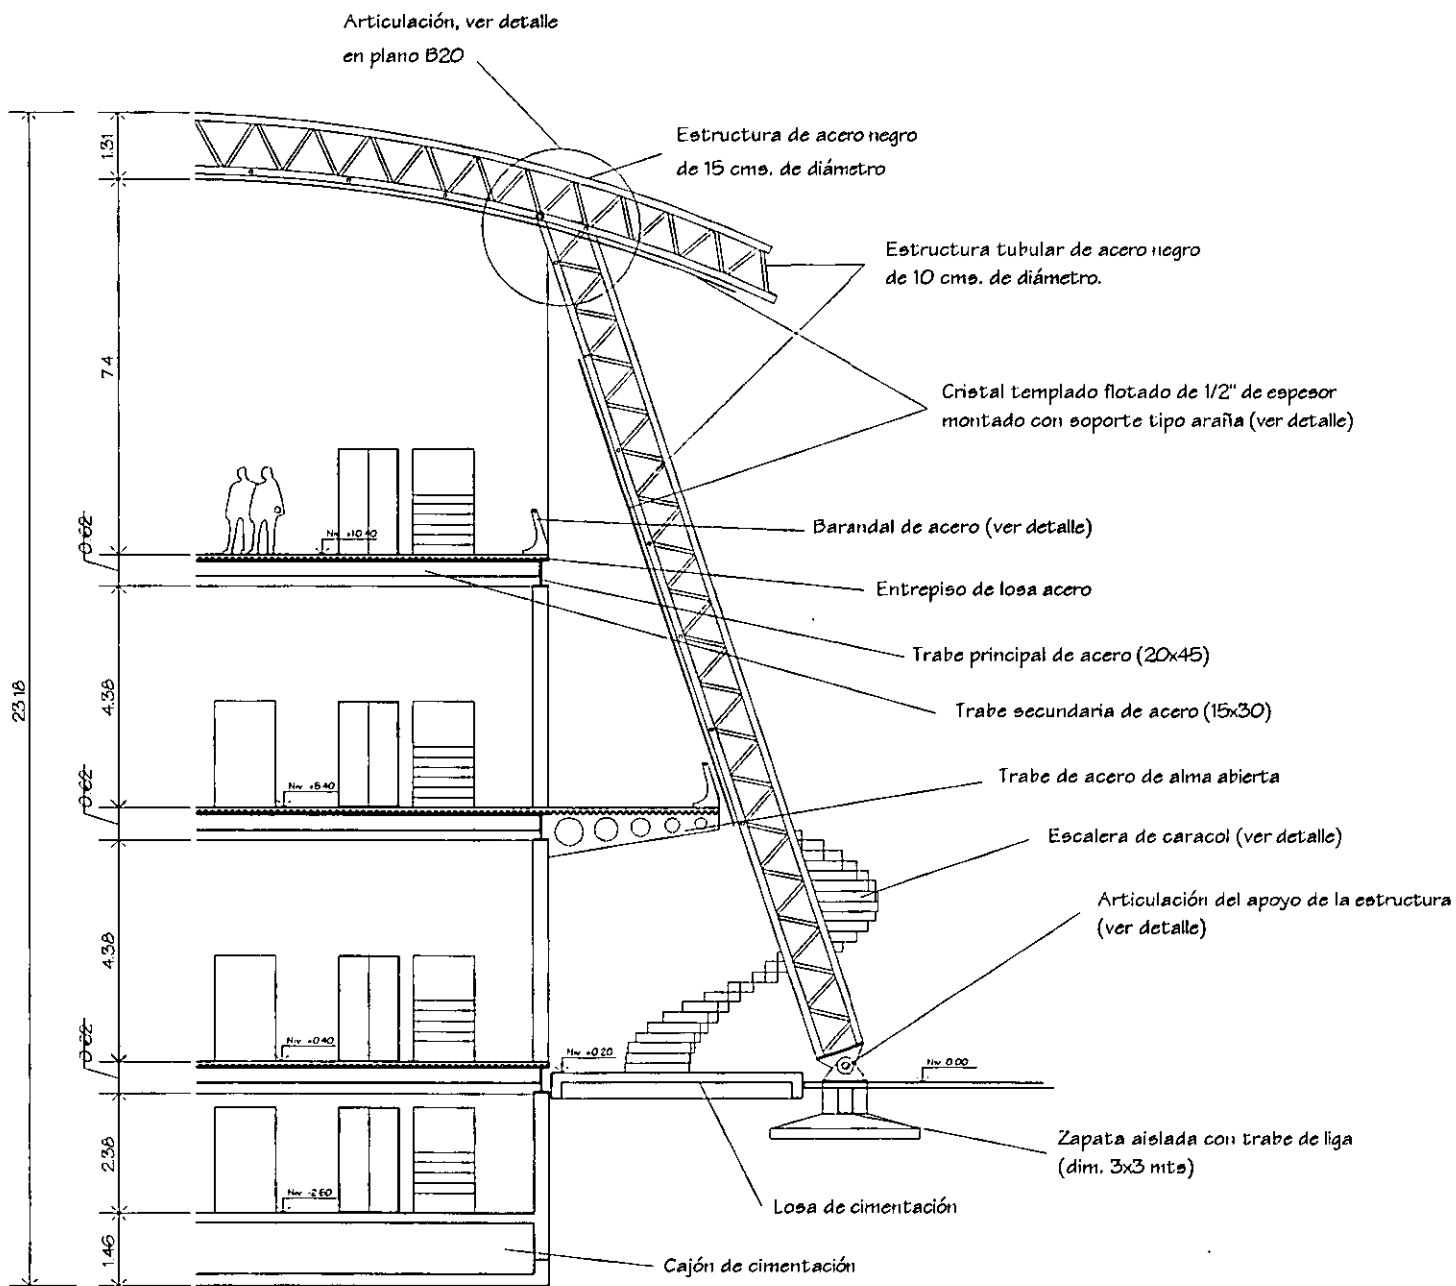 Articulación, ver detalle
en plano B20
Estructura de acero negro
de 15 cms. de diámetro
Estructura tubular de acero negro
de 10 cms. de diámetro.
Cristal templado flotado de 1/2" de espesor
montado con soporte tipo araña (ver detalle)
Barandal de acero (ver detalle)
Entrepiso de losa acero
Trabe principal de acero (20x45)
Trabe secundaria de acero (15x30)
Trabe de acero de alma abierta
Escalera de caracol (ver detalle)
Articulación del apoyo de la estructura
(ver detalle)
Zapata aislada con trabe de liga
(dim. 3x3 mts)
Losa de cimentación
Cajón de cimentación
23.18
1.31
7.4
0.62
4.38
0.62
4.38
0.62
2.38
1.46
Niv +10.40
Niv +5.40
Niv +0.40
Niv +0.20
Niv 0.00
Niv -2.60